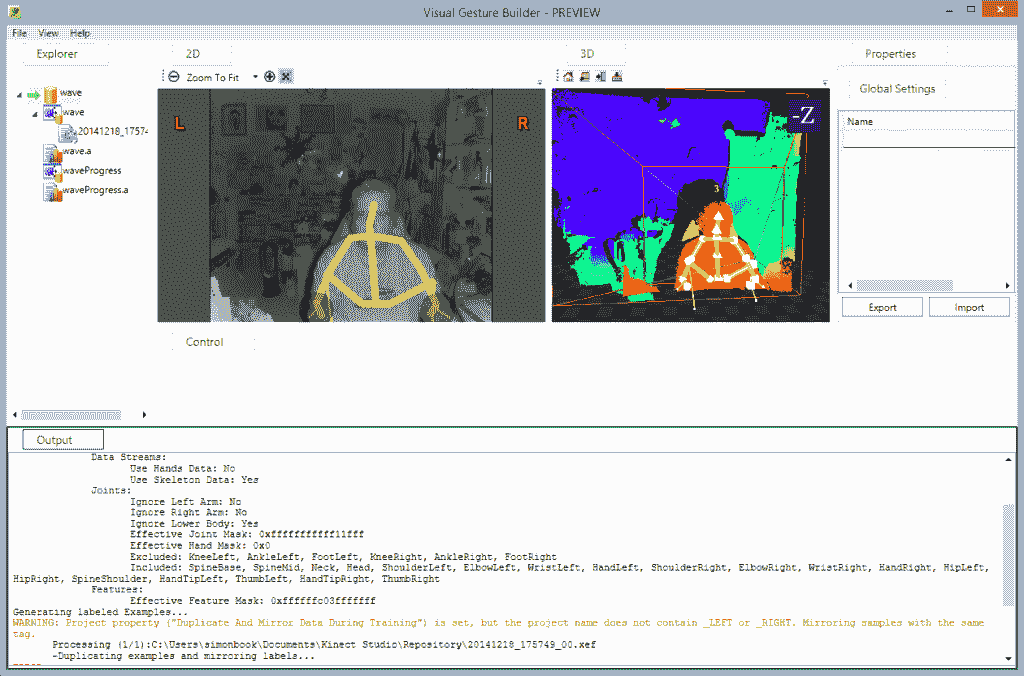 Visual Gesture Builder - PREVIEW
File View Help
Explorer
2D
3D
Properties
Zoom To Fit
Global Settings
wave
wave
20141218_17574
wave.a
waveProgress
waveProgress.a
L
R
-Z
3
Name
Export
Import
Control
Output
Data Streams:
Use Hands Data: No
Use Skeleton Data: Yes
Joints:
Ignore Left Arm: No
Ignore Right Arm: No
Ignore Lower Body: Yes
Effective Joint Mask: 0xfffffffffff11fff
Effective Hand Mask: 0x0
Excluded: KneeLeft, AnkleLeft, FootLeft, KneeRight, AnkleRight, FootRight
Included: SpineBase, SpineMid, Neck, Head, ShoulderLeft, ElbowLeft, WristLeft, HandLeft, ShoulderRight, ElbowRight, WristRight, HandRight, HipLeft,
HipRight, SpineShoulder, HandTipLeft, ThumbLeft, HandTipRight, ThumbRight
Features:
Effective Feature Mask: 0xffffffc03fffffff
Generating labeled Examples...
WARNING: Project property {"Duplicate And Mirror Data During Training"} is set, but the project name does not contain _LEFT or _RIGHT. Mirroring samples with the same
tag.
Processing (1/1):C:\Users\simonbook\Documents\Kinect Studio\Repository\20141218_175749_00.xef
-Duplicating examples and mirroring labels...